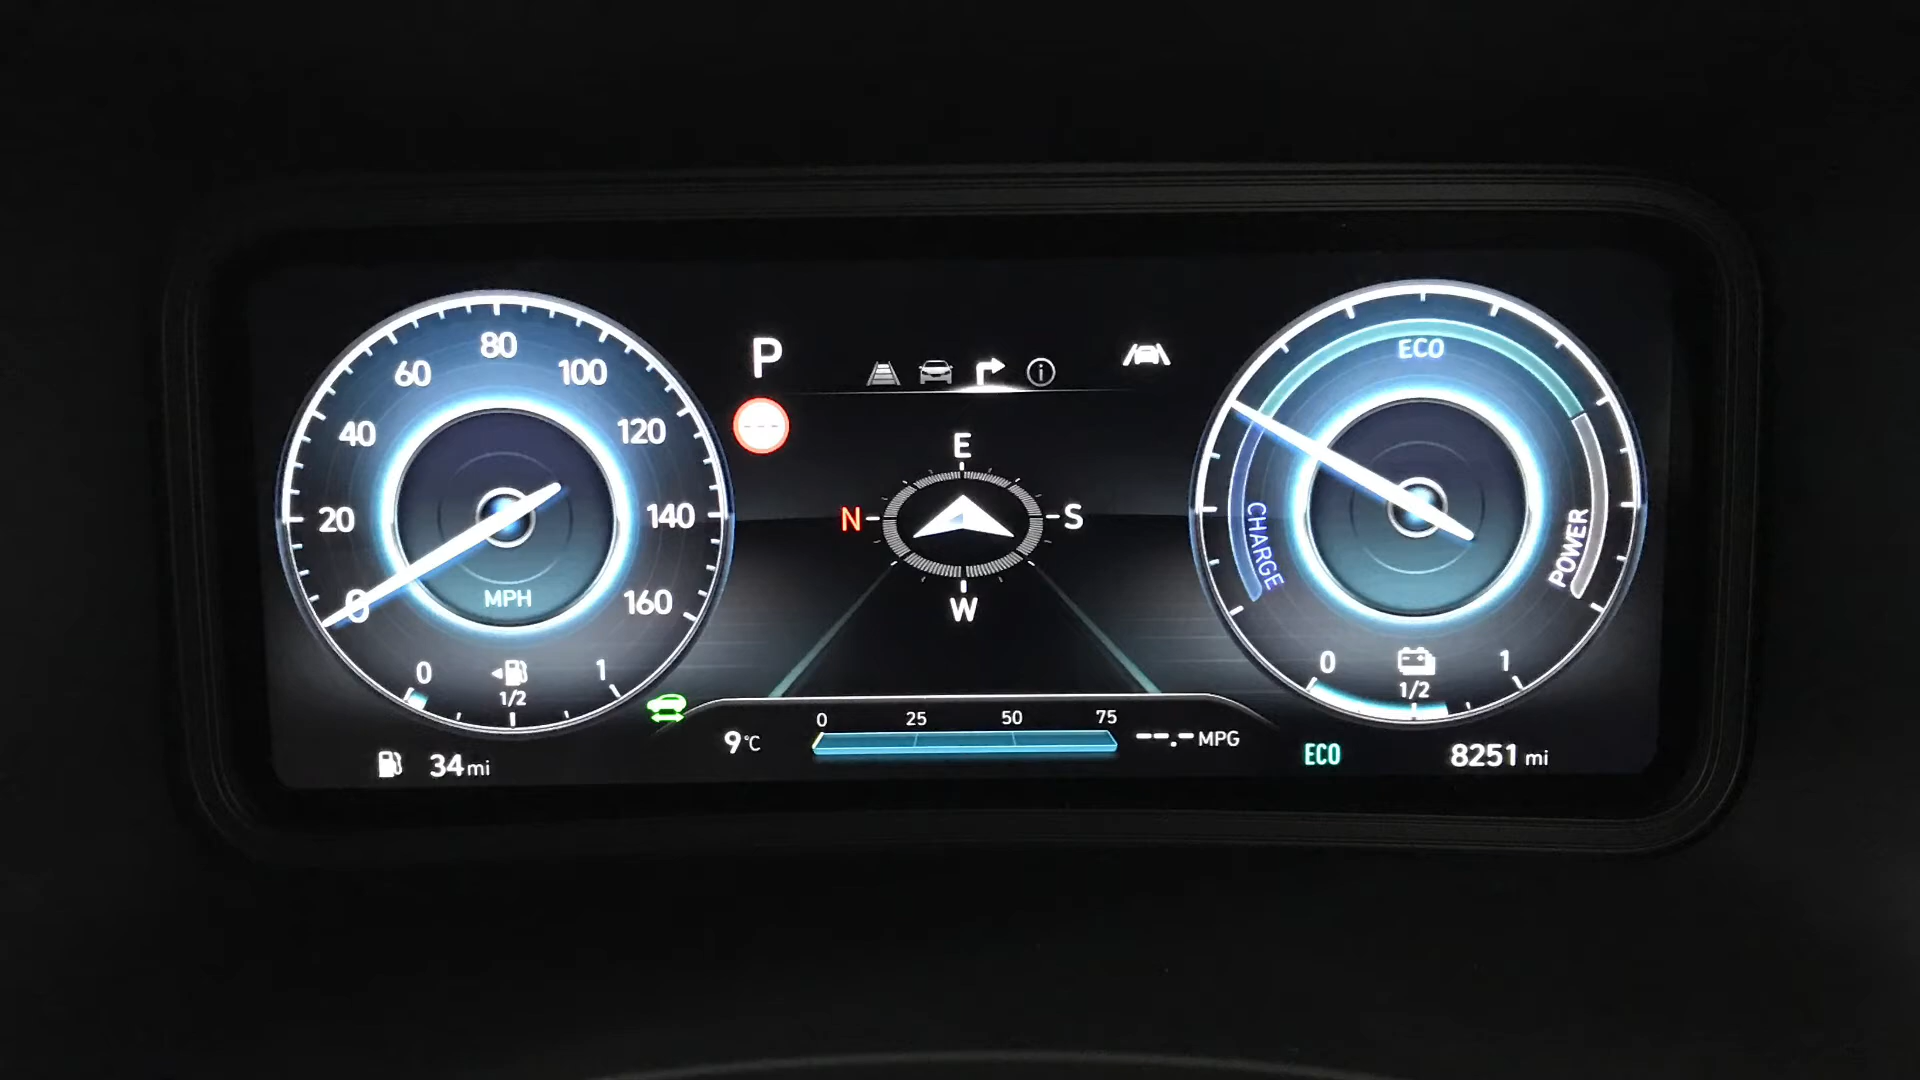 80
60
100
40
120
20
140
0
160
MPH
0
1/2
1
34 mi
P
---
i
E
N
S
W
9°C
0 25 50 75
--.- MPG
ECO
CHARGE
POWER
0
1/2
1
ECO
8251 mi